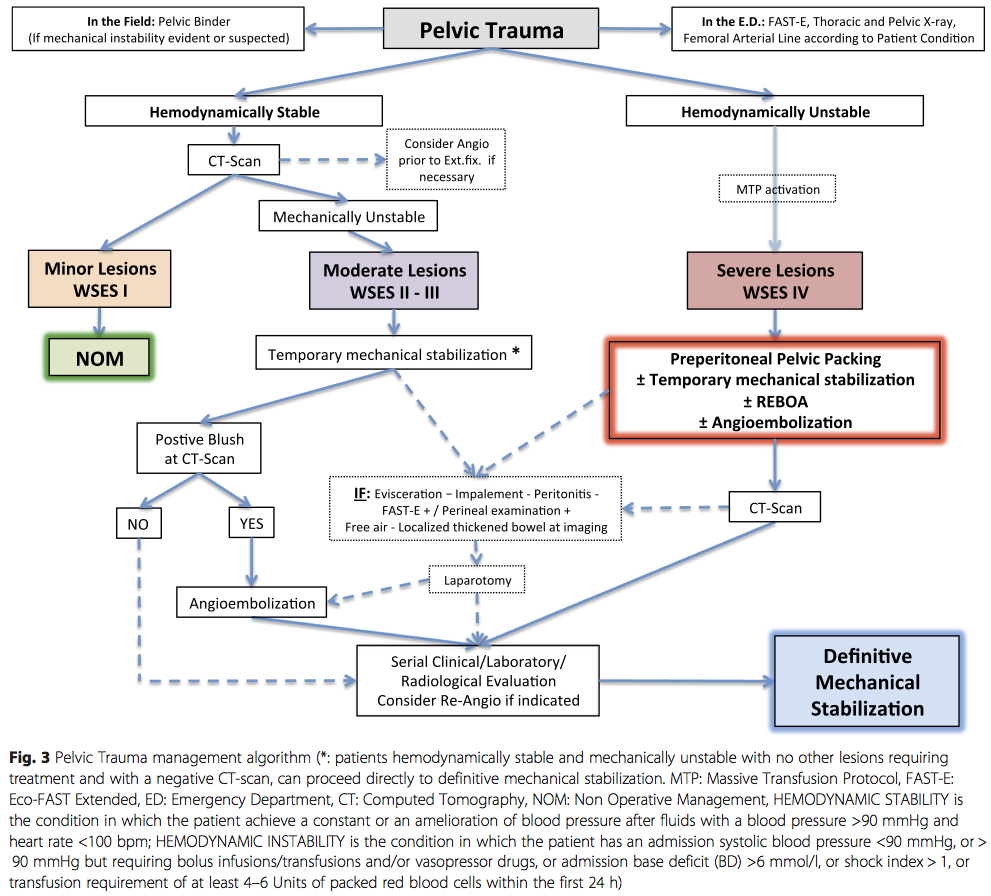 In the Field: Pelvic Binder
(If mechanical instability evident or suspected)
Pelvic Trauma
In the E.D.: FAST-E, Thoracic and Pelvic X-ray,
Femoral Arterial Line according to Patient Condition
Hemodynamically Stable
Hemodynamically Unstable
CT-Scan
Consider Angio
prior to Ext.fix. if
necessary
MTP activation
Mechanically Unstable
Minor Lesions
WSES I
Moderate Lesions
WSES II - III
Severe Lesions
WSES IV
NOM
Temporary mechanical stabilization *
Preperitoneal Pelvic Packing
± Temporary mechanical stabilization
± REBOA
± Angioembolization
Postive Blush
at CT-Scan
IF: Evisceration – Impalement - Peritonitis -
FAST-E + / Perineal examination +
Free air - Localized thickened bowel at imaging
CT-Scan
NO
YES
Laparotomy
Angioembolization
Serial Clinical/Laboratory/
Radiological Evaluation
Consider Re-Angio if indicated
Definitive
Mechanical
Stabilization
Fig. 3 Pelvic Trauma management algorithm (*: patients hemodynamically stable and mechanically unstable with no other lesions requiring
treatment and with a negative CT-scan, can proceed directly to definitive mechanical stabilization. MTP: Massive Transfusion Protocol, FAST-E:
Eco-FAST Extended, ED: Emergency Department, CT: Computed Tomography, NOM: Non Operative Management, HEMODYNAMIC STABILITY is
the condition in which the patient achieve a constant or an amelioration of blood pressure after fluids with a blood pressure >90 mmHg and
heart rate <100 bpm; HEMODYNAMIC INSTABILITY is the condition in which the patient has an admission systolic blood pressure <90 mmHg, or >
90 mmHg but requiring bolus infusions/transfusions and/or vasopressor drugs, or admission base deficit (BD) >6 mmol/l, or shock index > 1, or
transfusion requirement of at least 4–6 Units of packed red blood cells within the first 24 h)